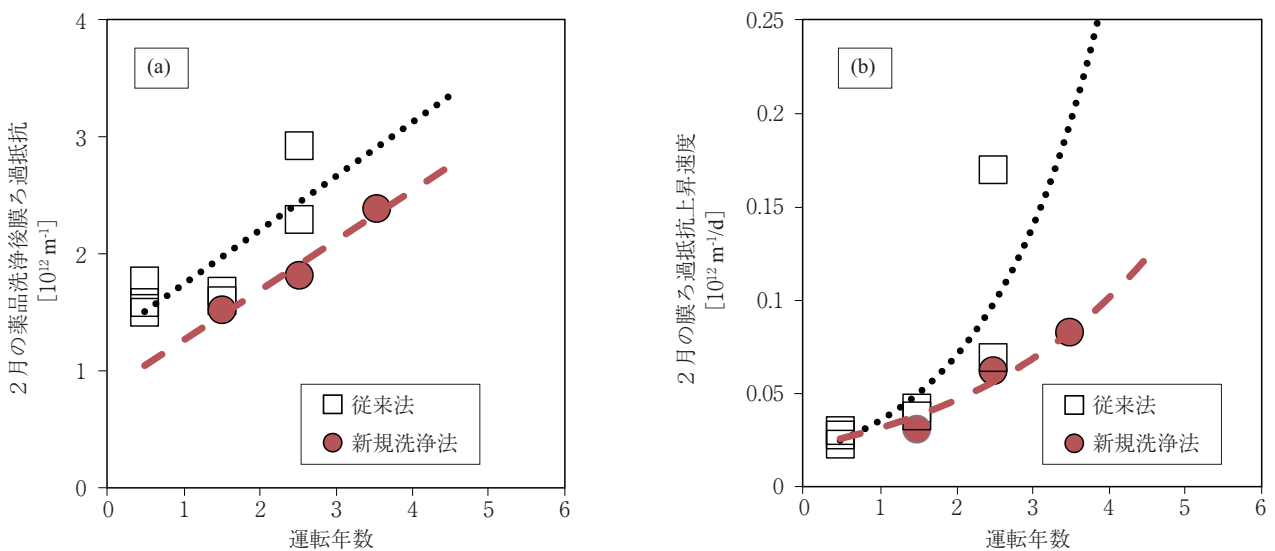 (a)
4
3
2
1
0
0 1 2 3 4 5 6
2月の薬品洗浄後膜ろ過抵抗
[10¹² m⁻¹]
運転年数
従来法
新規洗浄法
(b)
0.25
0.2
0.15
0.1
0.05
0
0 1 2 3 4 5 6
2月の膜ろ過抵抗上昇速度
[10¹² m⁻¹/d]
運転年数
従来法
新規洗浄法